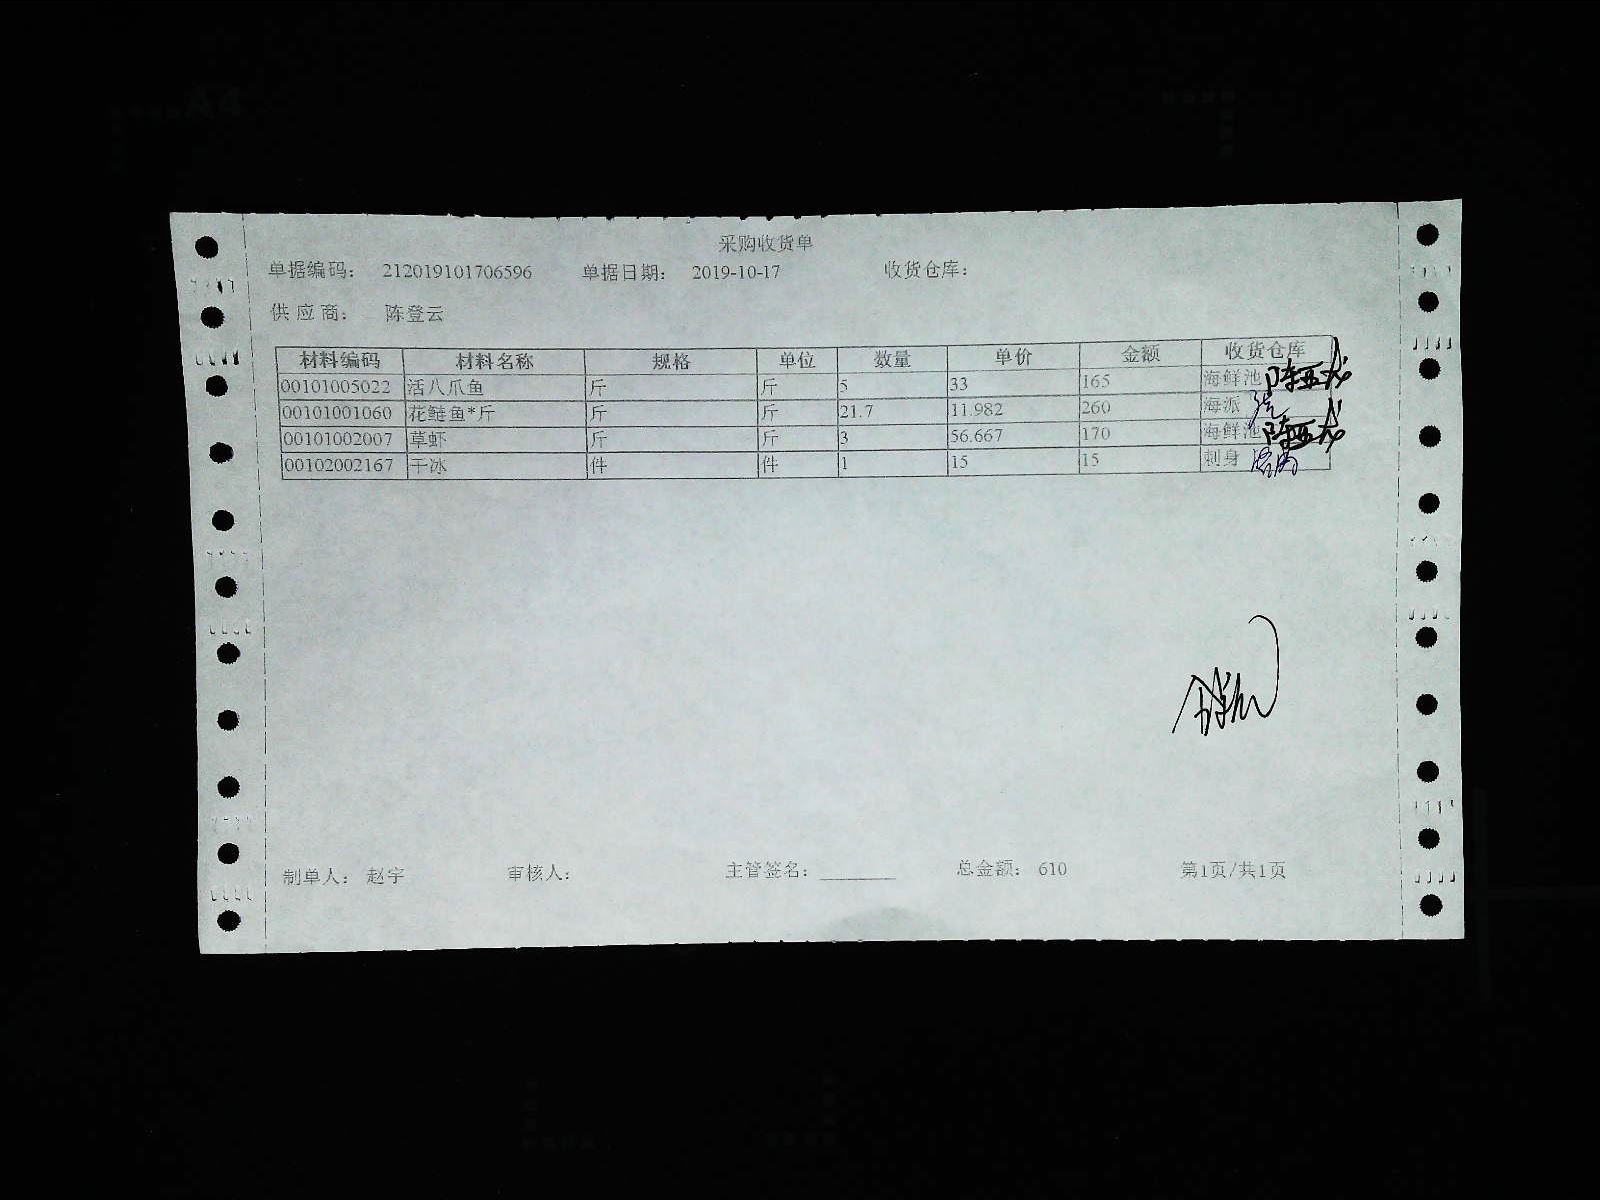 采购收货单
单据编码： 212019101706596 单据日期： 2019-10-17 收货仓库：
供应商： 陈登云
材料编码 材料名称 规格 单位 数量 单价 金额 收货仓库
00101005022 活八爪鱼 斤 斤 5 33 165 海鲜池
00101001060 花鲢鱼*斤 斤 斤 21.7 11.982 260 海派
00101002007 草虾 斤 斤 3 56.667 170 海鲜池
00102002167 干冰 件 件 1 15 15 刺身
制单人： 赵宇 审核人： 主管签名： 总金额： 610 第1页/共1页